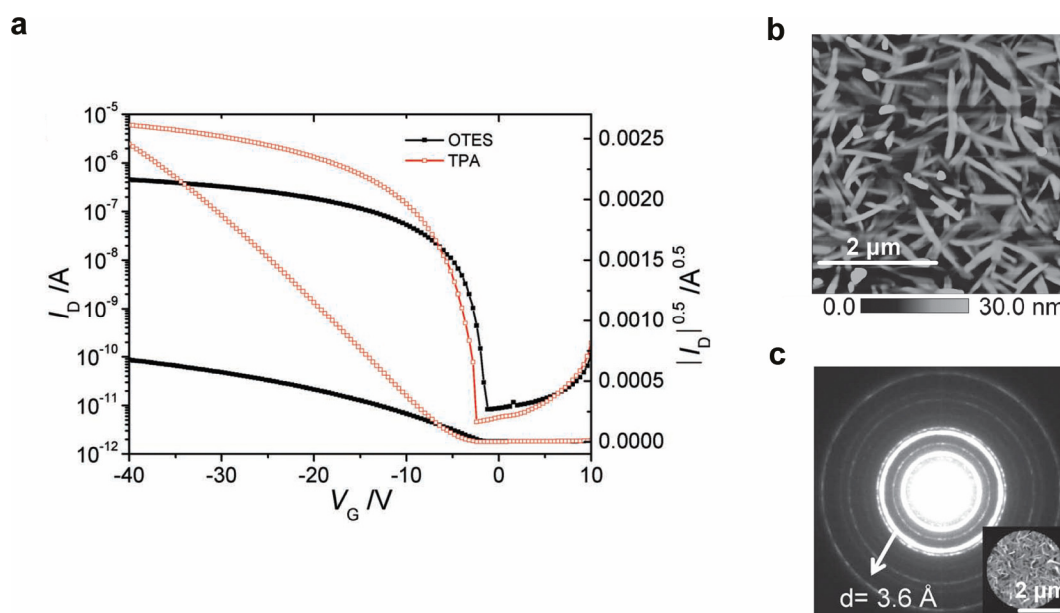 a
10⁻⁵
10⁻⁶
10⁻⁷
10⁻⁸
10⁻⁹
10⁻¹⁰
10⁻¹¹
10⁻¹²
I_D /A
OTES
TPA
0.0025
0.0020
0.0015
0.0010
0.0005
0.0000
|I_D|^0.5 /A^0.5
-40
-30
-20
-10
0
10
V_G /V
b
2 μm
0.0
30.0 nm
c
d= 3.6 Å
2 μm